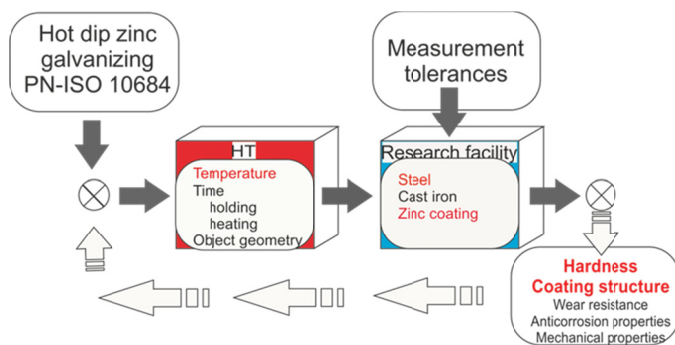 Hot dip zinc
galvanizing
PN-ISO 10684
Measurement
tolerances
HT
Temperature
Time
holding
heating
Object geometry
Research facility
Steel
Cast iron
Zinc coating
Hardness
Coating structure
Wear resistance
Anticorrosion properties
Mechanical properties